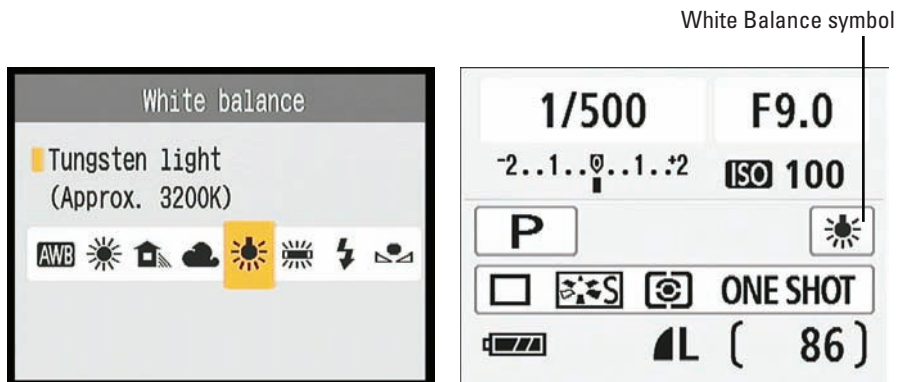 White Balance symbol
White balance
Tungsten light
(Approx. 3200K)
AWB
1/500 F9.0
-2..1..0..1..+2 ISO 100
P
S ONE SHOT
L ( 86 )